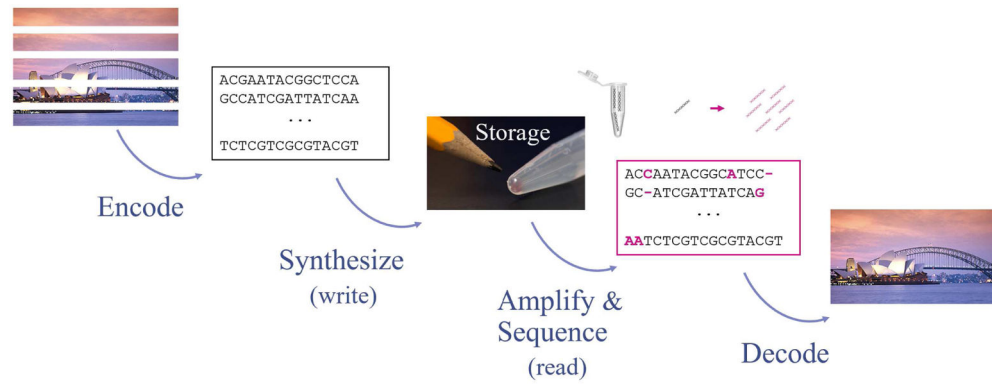 ACGAATACGGCTCCA
GCCATCGATTATCAA
...
TCTCGTCGCGTACGT
Encode
Synthesize
(write)
Storage
ACCAATACGGCATCC-
GC-ATCGATTATCAG
...
AATCTCGTCGCGTACGT
Amplify &
Sequence
(read)
Decode